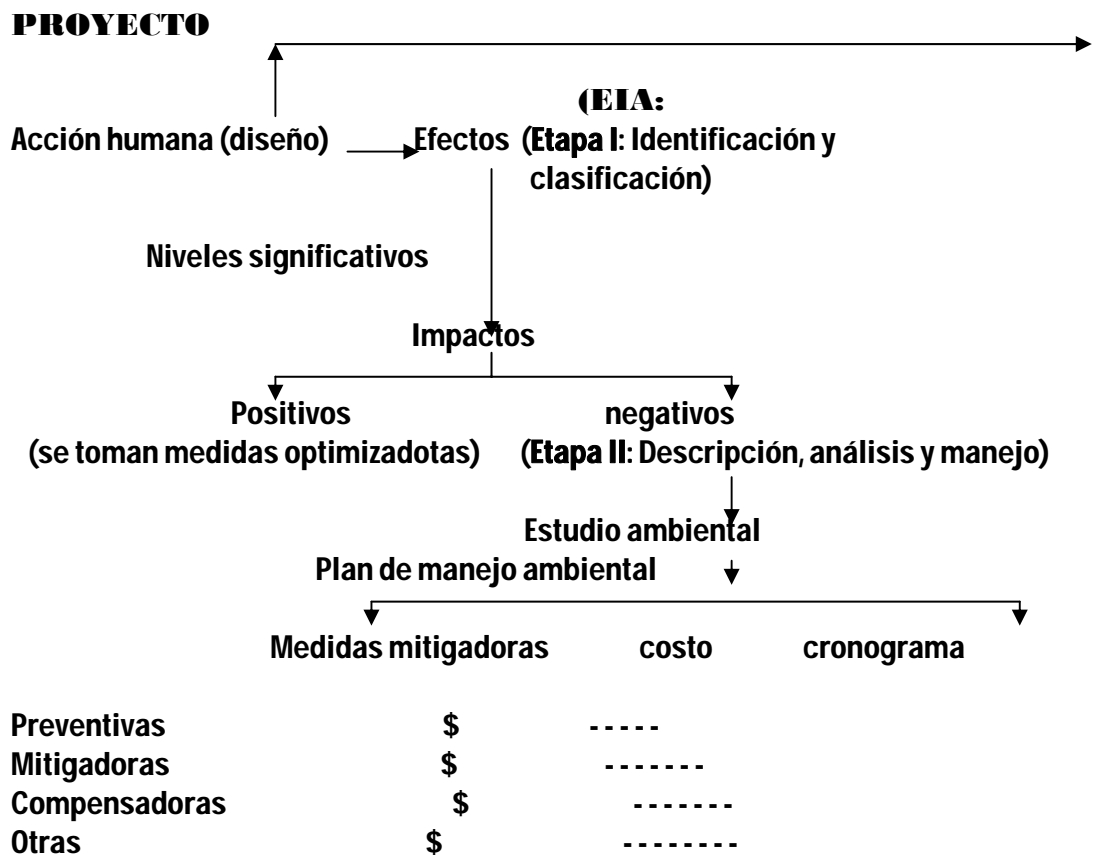 PROYECTO
(EIA:
Acción humana (diseño) Efectos (Etapa I: Identificación y
clasificación)
Niveles significativos
Impactos
Positivos negativos
(se toman medidas optimizadotas) (Etapa II: Descripción, análisis y manejo)
Estudio ambiental
Plan de manejo ambiental
Medidas mitigadoras costo cronograma
Preventivas $ - - - - -
Mitigadoras $ - - - - - - -
Compensadoras $ - - - - - - -
Otras $ - - - - - - - -